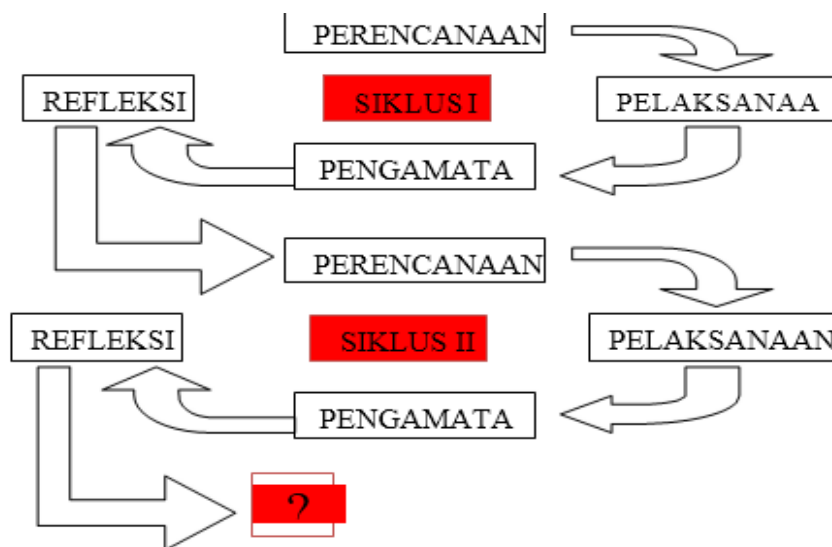 PERENCANAAN
REFLEKSI
SIKLUS I
PELAKSANAA
PENGAMATA
PERENCANAAN
REFLEKSI
SIKLUS II
PELAKSANAAN
PENGAMATA
?